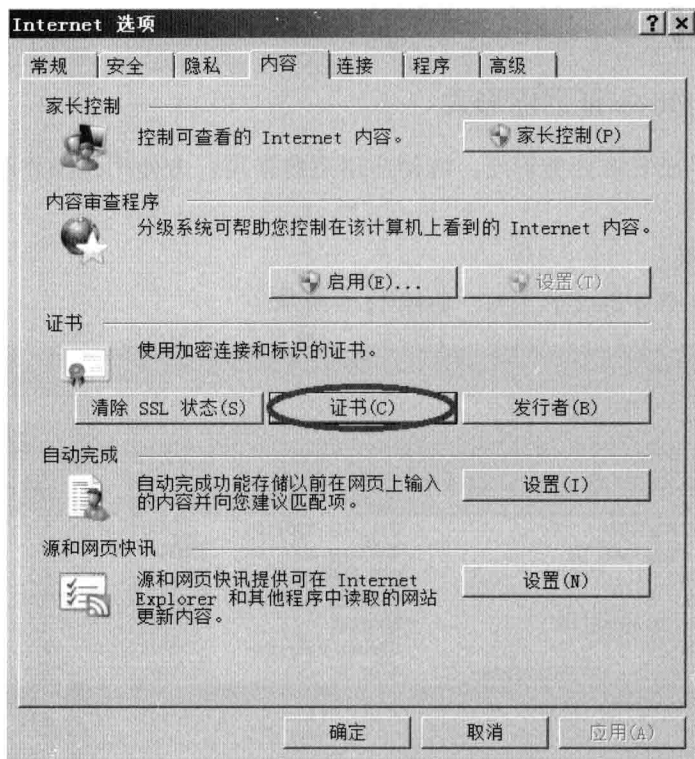 Internet 选项
常规 安全 隐私 内容 连接 程序 高级
家长控制
控制可查看的 Internet 内容。
家长控制(P)
内容审查程序
分级系统可帮助您控制在该计算机上看到的 Internet 内容。
启用(E)... 设置(T)
证书
使用加密连接和标识的证书。
清除 SSL 状态(S) 证书(C) 发行者(B)
自动完成
自动完成功能存储以前在网页上输入
的内容并向您建议匹配项。
设置(I)
源和网页快讯
源和网页快讯提供可在 Internet
Explorer 和其他程序中读取的网站
更新内容。
设置(N)
确定 取消 应用(A)